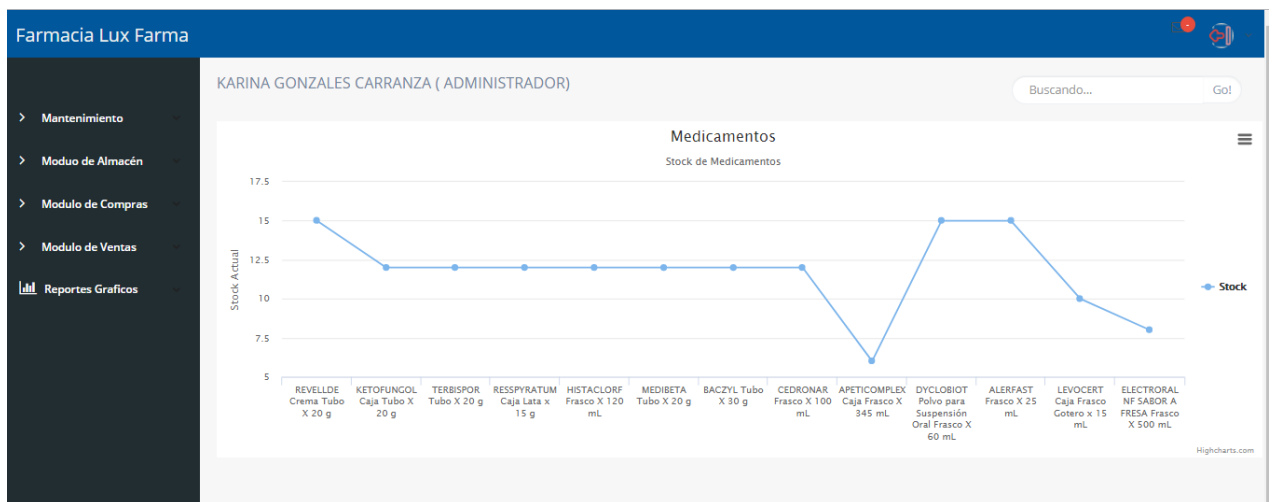 Farmacia Lux Farma
-
KARINA GONZALES CARRANZA ( ADMINISTRADOR)
Buscando...
Go!
Mantenimiento
Moduo de Almacén
Modulo de Compras
Modulo de Ventas
Reportes Graficos
Medicamentos
Stock de Medicamentos
Stock Actual
17.5
15
12.5
10
7.5
5
REVELLDE
Crema Tubo
X 20 g
KETOFUNGOL
Caja Tubo X
20 g
TERBISPOR
Tubo X 20 g
RESSPYRATUM
Caja Lata x
15 g
HISTACLORF
Frasco X 120
mL
MEDIBETA
Tubo X 20 g
BACZYL Tubo
X 30 g
CEDRONAR
Frasco X 100
mL
APETICOMPLEX
Caja Frasco X
345 mL
DYCLOBIOT
Polvo para
Suspensión
Oral Frasco X
60 mL
ALERFAST
Frasco X 25
mL
LEVOCERT
Caja Frasco
Gotero x 15
mL
ELECTRORAL
NF SABOR A
FRESA Frasco
X 500 mL
Stock
Highcharts.com